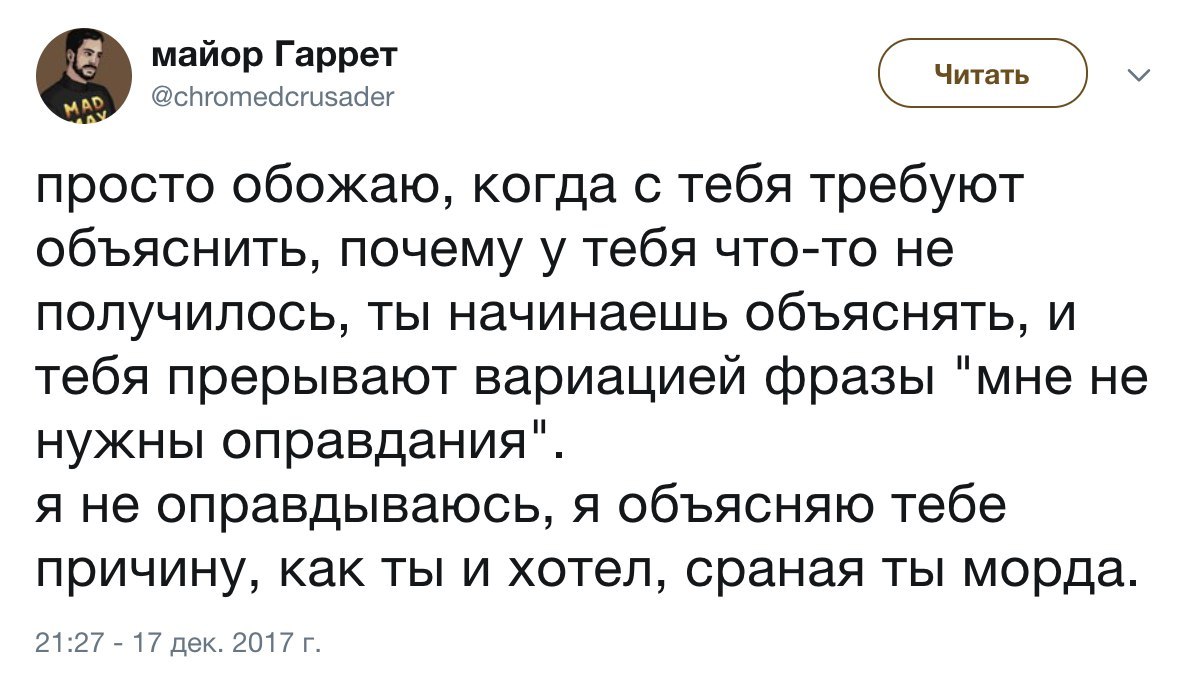 майор Гаррет
@chromedcrusader
Читать
MAD
MAX
просто обожаю, когда с тебя требуют
объяснить, почему у тебя что-то не
получилось, ты начинаешь объяснять, и
тебя прерывают вариацией фразы "мне не
нужны оправдания".
я не оправдываюсь, я объясняю тебе
причину, как ты и хотел, сраная ты морда.
21:27 - 17 дек. 2017 г.